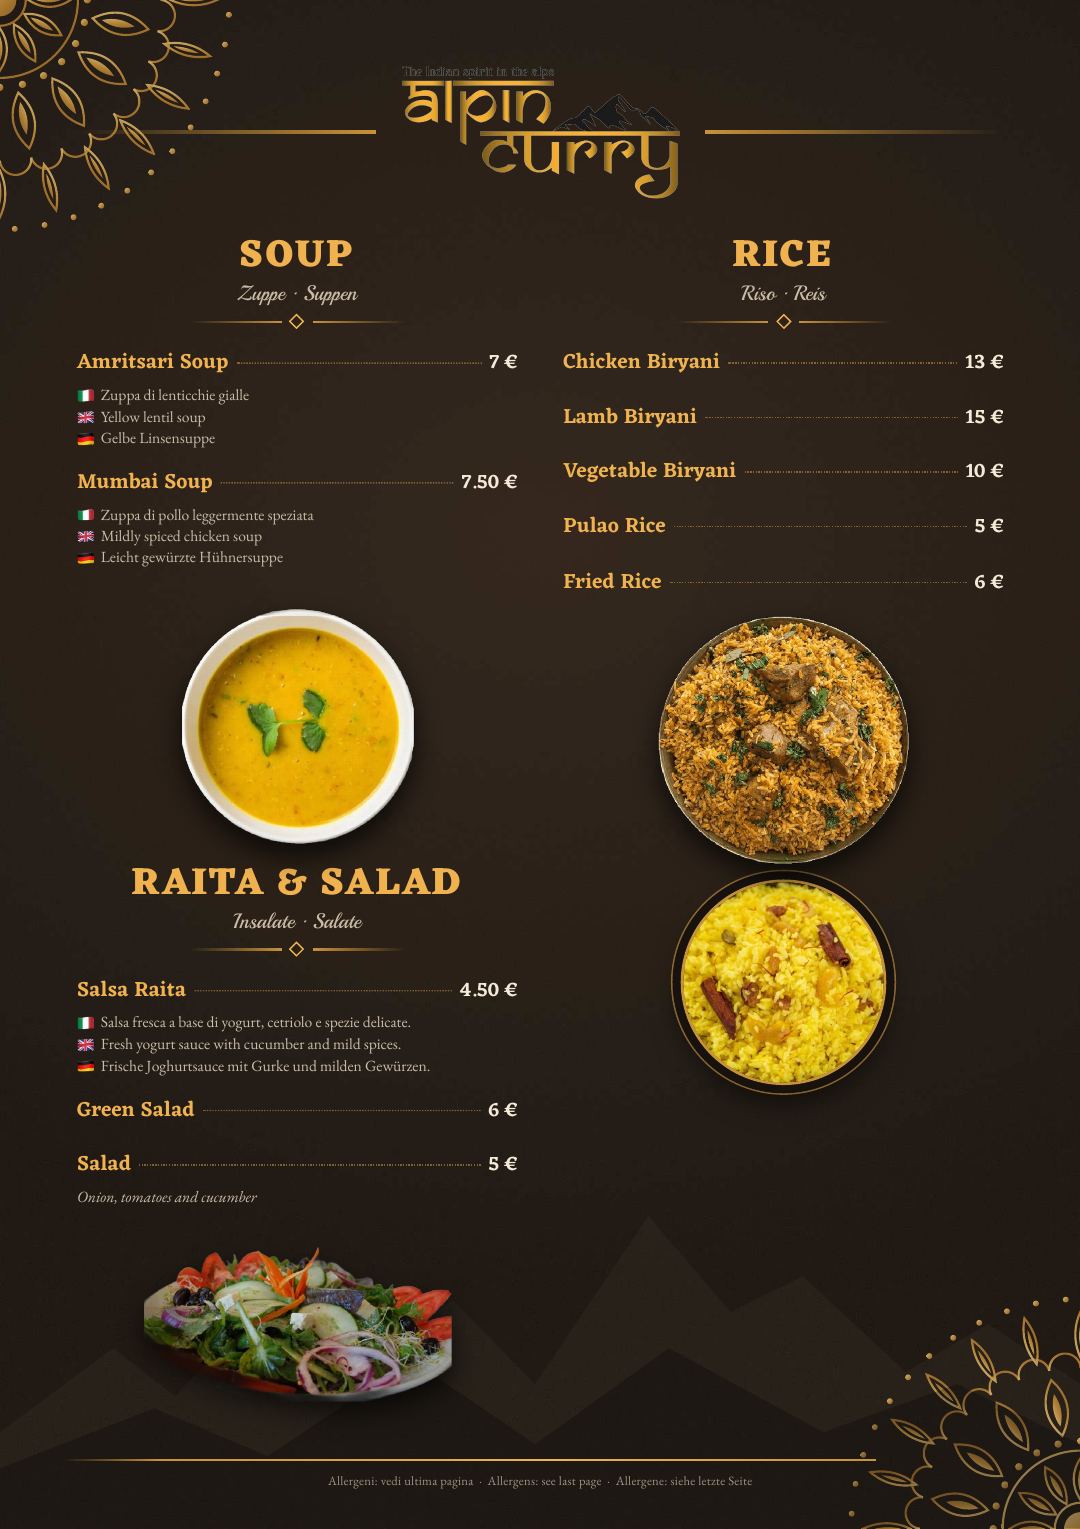 The Indian spirit in the alps
alpin
curry
SOUP
Zuppe · Suppen
Amritsari Soup 7 €
Zuppa di lenticchie gialle
Yellow lentil soup
Gelbe Linsensuppe
Mumbai Soup 7.50 €
Zuppa di pollo leggermente speziata
Mildly spiced chicken soup
Leicht gewürzte Hühnersuppe
RAITA & SALAD
Insalate · Salate
Salsa Raita 4.50 €
Salsa fresca a base di yogurt, cetriolo e spezie delicate.
Fresh yogurt sauce with cucumber and mild spices.
Frische Joghurtsauce mit Gurke und milden Gewürzen.
Green Salad 6 €
Salad 5 €
Onion, tomatoes and cucumber
RICE
Riso · Reis
Chicken Biryani 13 €
Lamb Biryani 15 €
Vegetable Biryani 10 €
Pulao Rice 5 €
Fried Rice 6 €
Allergeni: vedi ultima pagina · Allergens: see last page · Allergene: siehe letzte Seite